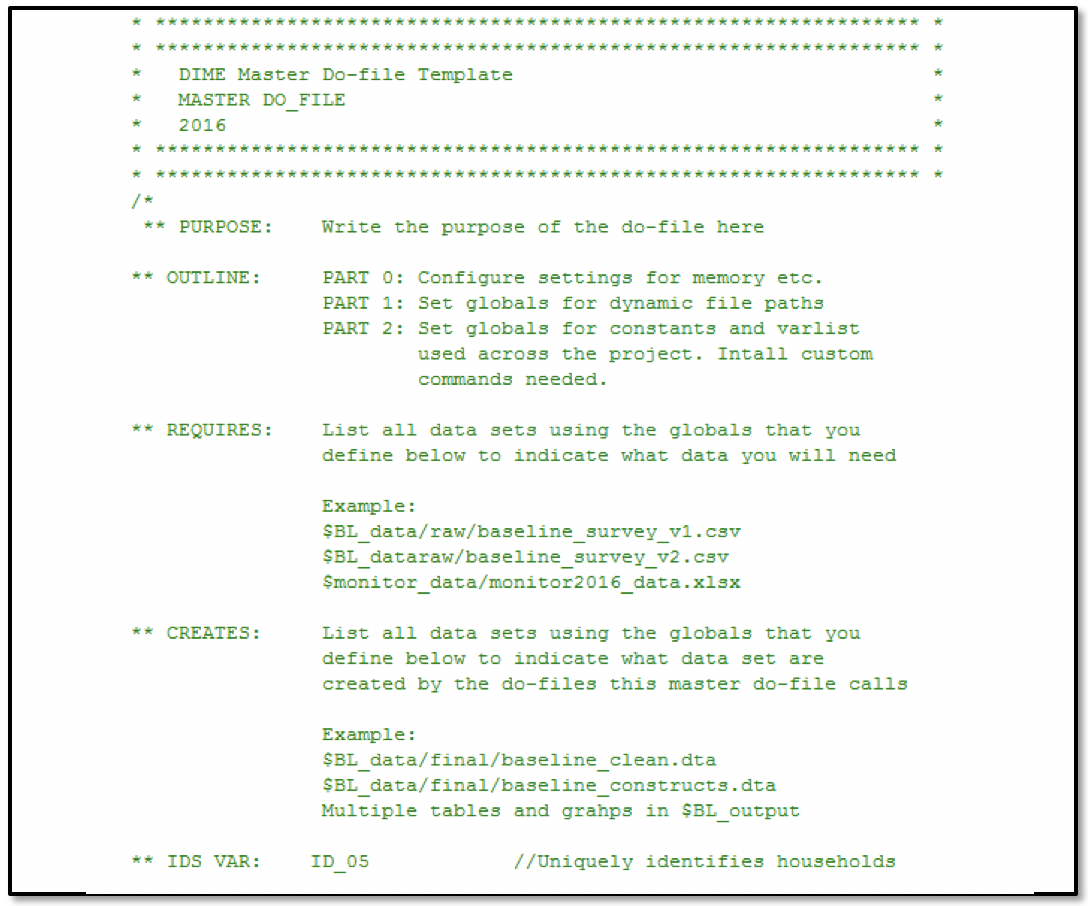 * **************************************************************** *
* **************************************************************** *
*   DIME Master Do-file Template                                   *
*   MASTER DO_FILE                                                 *
*   2016                                                           *
* **************************************************************** *
* **************************************************************** *
/*
** PURPOSE:    Write the purpose of the do-file here
** OUTLINE:     PART 0: Configure settings for memory etc.
PART 1: Set globals for dynamic file paths
PART 2: Set globals for constants and varlist
used across the project. Intall custom
commands needed.
** REQUIRES:    List all data sets using the globals that you
define below to indicate what data you will need
Example:
$BL_data/raw/baseline_survey_v1.csv
$BL_dataraw/baseline_survey_v2.csv
$monitor_data/monitor2016_data.xlsx
** CREATES:     List all data sets using the globals that you
define below to indicate what data set are
created by the do-files this master do-file calls
Example:
$BL_data/final/baseline_clean.dta
$BL_data/final/baseline_constructs.dta
Multiple tables and grahps in $BL_output
** IDS VAR:    ID_05            //Uniquely identifies households